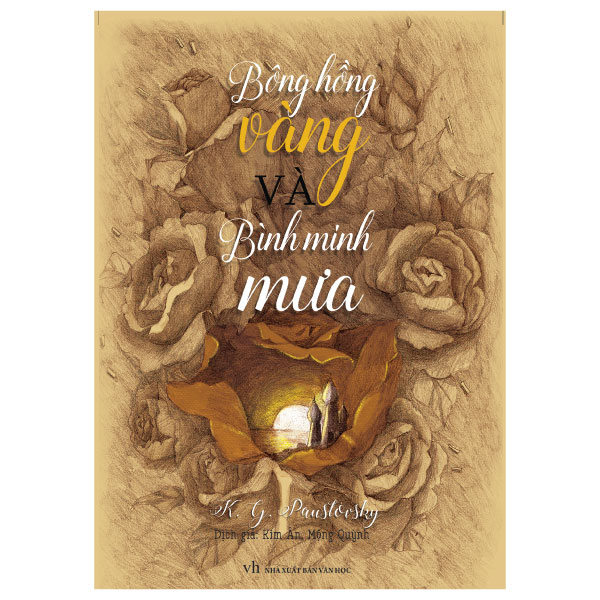 Bông hồng
vàng
VÀ
Bình minh
mưa
K. G. Paustovsky
Dịch giả: Kim Ân, Mộng Quỳnh
vh NHÀ XUẤT BẢN VĂN HỌC